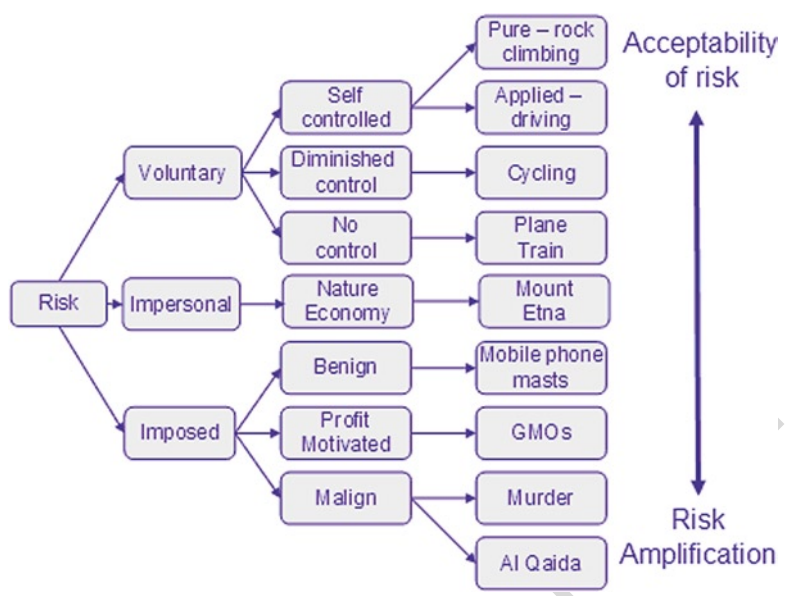 Pure – rock
climbing
Acceptability
of risk
Self
controlled
Applied –
driving
Voluntary
Diminished
control
Cycling
No
control
Plane
Train
Risk
Impersonal
Nature
Economy
Mount
Etna
Benign
Mobile phone
masts
Imposed
Profit
Motivated
GMOs
Malign
Murder
Risk
Amplification
Al Qaida